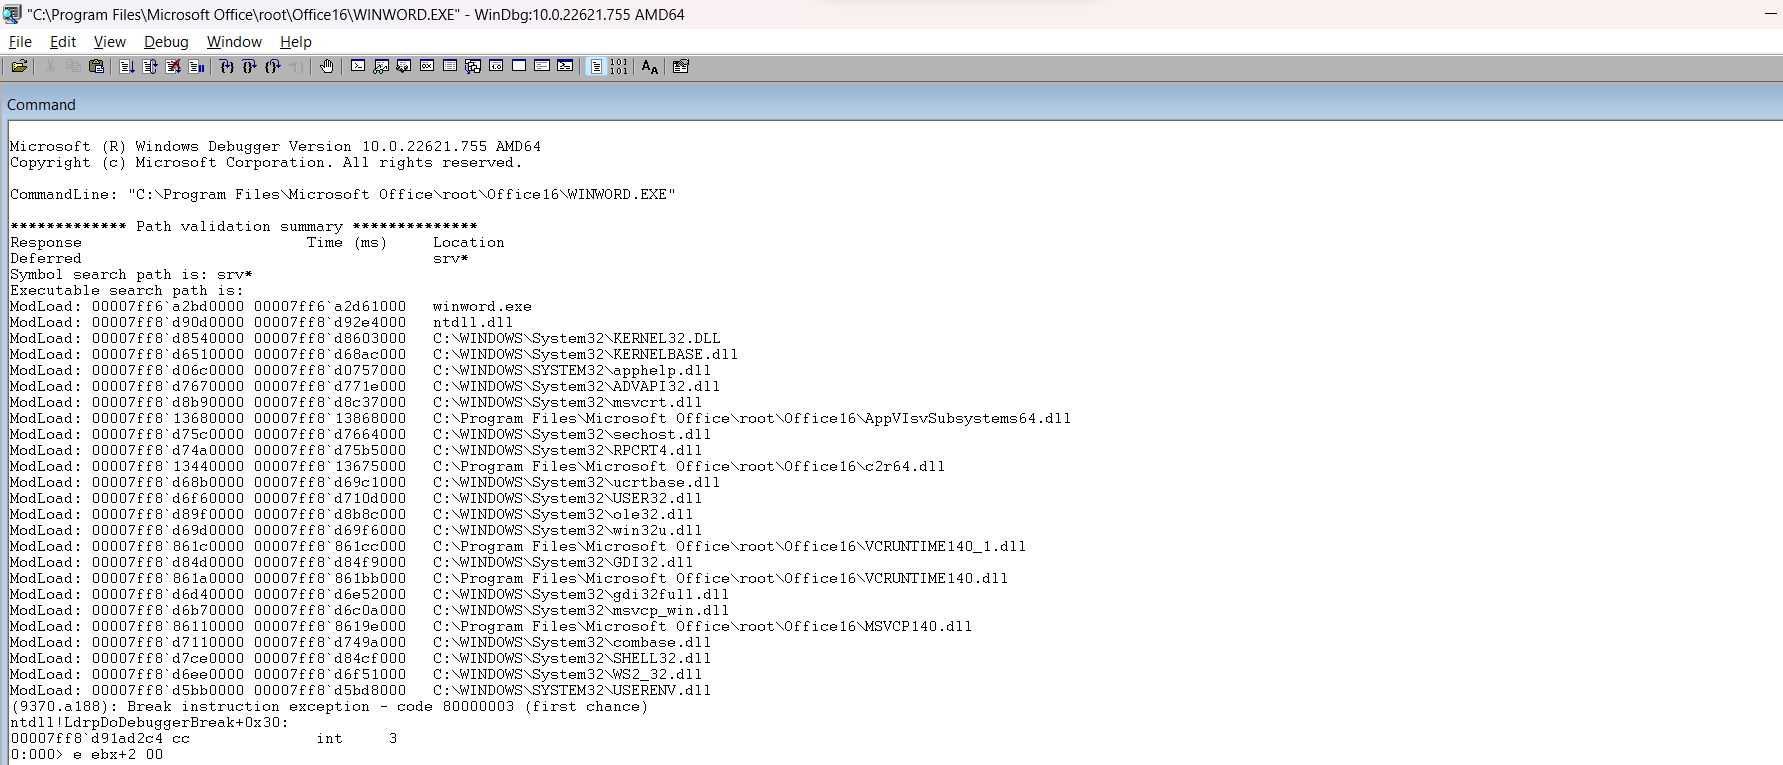 "C:\Program Files\Microsoft Office\root\Office16\WINWORD.EXE" - WinDbg:10.0.22621.755 AMD64
File Edit View Debug Window Help
Command
Microsoft (R) Windows Debugger Version 10.0.22621.755 AMD64
Copyright (c) Microsoft Corporation. All rights reserved.
CommandLine: "C:\Program Files\Microsoft Office\root\Office16\WINWORD.EXE"
************* Path validation summary **************
Response Time (ms) Location
Deferred srv*
Symbol search path is: srv*
Executable search path is:
ModLoad: 00007ff6`a2bd0000 00007ff6`a2d61000 winword.exe
ModLoad: 00007ff8`d90d0000 00007ff8`d92e4000 ntdll.dll
ModLoad: 00007ff8`d8540000 00007ff8`d8603000 C:\WINDOWS\System32\KERNEL32.DLL
ModLoad: 00007ff8`d6510000 00007ff8`d68ac000 C:\WINDOWS\System32\KERNELBASE.dll
ModLoad: 00007ff8`d06c0000 00007ff8`d0757000 C:\WINDOWS\SYSTEM32\apphelp.dll
ModLoad: 00007ff8`d7670000 00007ff8`d771e000 C:\WINDOWS\System32\ADVAPI32.dll
ModLoad: 00007ff8`d8b90000 00007ff8`d8c37000 C:\WINDOWS\System32\msvcrt.dll
ModLoad: 00007ff8`13680000 00007ff8`13868000 C:\Program Files\Microsoft Office\root\Office16\AppVIsvSubsystems64.dll
ModLoad: 00007ff8`d75c0000 00007ff8`d7664000 C:\WINDOWS\System32\sechost.dll
ModLoad: 00007ff8`d74a0000 00007ff8`d75b5000 C:\WINDOWS\System32\RPCRT4.dll
ModLoad: 00007ff8`13440000 00007ff8`13675000 C:\Program Files\Microsoft Office\root\Office16\c2r64.dll
ModLoad: 00007ff8`d68b0000 00007ff8`d69c1000 C:\WINDOWS\System32\ucrtbase.dll
ModLoad: 00007ff8`d6f60000 00007ff8`d710d000 C:\WINDOWS\System32\USER32.dll
ModLoad: 00007ff8`d89f0000 00007ff8`d8b8c000 C:\WINDOWS\System32\ole32.dll
ModLoad: 00007ff8`d69d0000 00007ff8`d69f6000 C:\WINDOWS\System32\win32u.dll
ModLoad: 00007ff8`861c0000 00007ff8`861cc000 C:\Program Files\Microsoft Office\root\Office16\VCRUNTIME140_1.dll
ModLoad: 00007ff8`d84d0000 00007ff8`d84f9000 C:\WINDOWS\System32\GDI32.dll
ModLoad: 00007ff8`861a0000 00007ff8`861bb000 C:\Program Files\Microsoft Office\root\Office16\VCRUNTIME140.dll
ModLoad: 00007ff8`d6d40000 00007ff8`d6e52000 C:\WINDOWS\System32\gdi32full.dll
ModLoad: 00007ff8`d6b70000 00007ff8`d6c0a000 C:\WINDOWS\System32\msvcp_win.dll
ModLoad: 00007ff8`86110000 00007ff8`8619e000 C:\Program Files\Microsoft Office\root\Office16\MSVCP140.dll
ModLoad: 00007ff8`d7110000 00007ff8`d749a000 C:\WINDOWS\System32\combase.dll
ModLoad: 00007ff8`d7ce0000 00007ff8`d84cf000 C:\WINDOWS\System32\SHELL32.dll
ModLoad: 00007ff8`d6ee0000 00007ff8`d6f51000 C:\WINDOWS\System32\WS2_32.dll
ModLoad: 00007ff8`d5bb0000 00007ff8`d5bd8000 C:\WINDOWS\SYSTEM32\USERENV.dll
(9370.a188): Break instruction exception - code 80000003 (first chance)
ntdll!LdrpDoDebuggerBreak+0x30:
00007ff8`d91ad2c4 cc int 3
0:000> e ebx+2 00